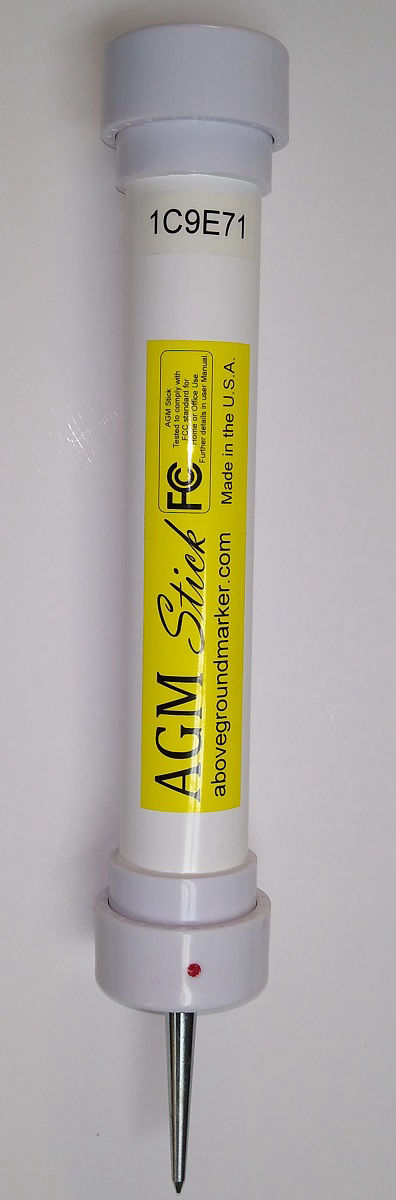 1C9E71
AGM Stick
abovegroundmarker.com
FC
AGM Stick
Tested to comply with
FCC standard for
Home or Office Use
Further details in user Manual
Made in the U.S.A.